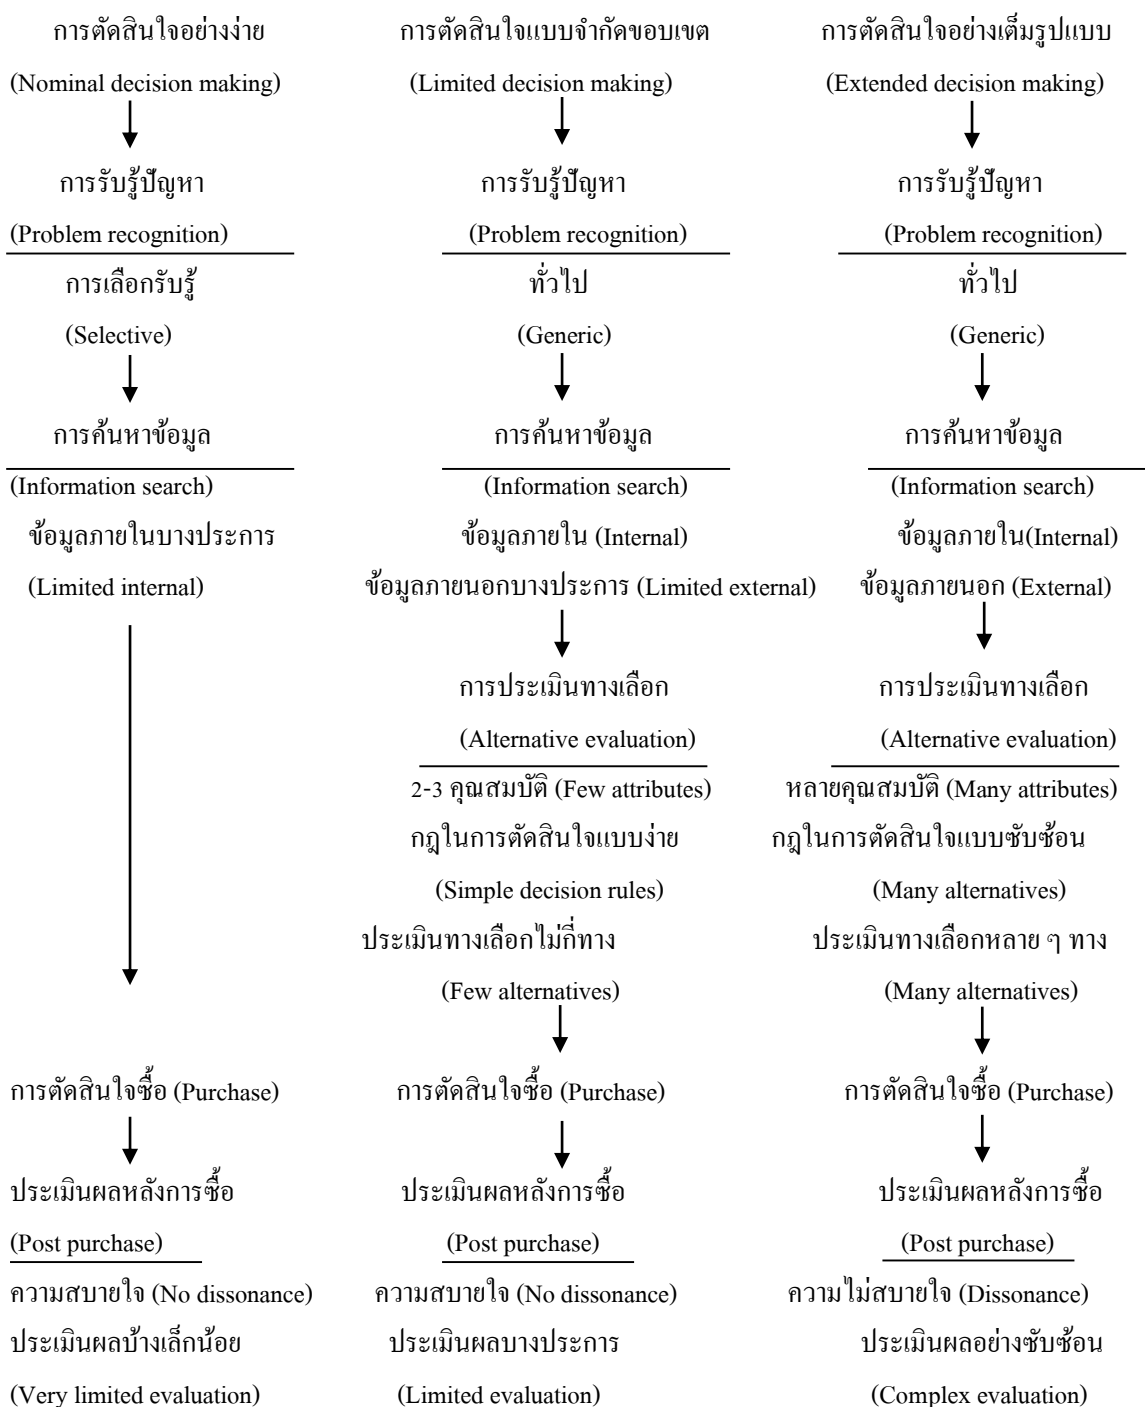 การตัดสินใจอย่างง่าย การตัดสินใจแบบจำกัดขอบเขต การตัดสินใจอย่างเต็มรูปแบบ
(Nominal decision making) (Limited decision making) (Extended decision making)
การรับรู้ปัญหา การรับรู้ปัญหา การรับรู้ปัญหา
(Problem recognition) (Problem recognition) (Problem recognition)
การเลือกรับรู้ ทั่วไป ทั่วไป
(Selective) (Generic) (Generic)
การค้นหาข้อมูล การค้นหาข้อมูล การค้นหาข้อมูล
(Information search) (Information search) (Information search)
ข้อมูลภายในบางประการ ข้อมูลภายใน (Internal) ข้อมูลภายใน(Internal)
(Limited internal) ข้อมูลภายนอกบางประการ (Limited external) ข้อมูลภายนอก (External)
การประเมินทางเลือก การประเมินทางเลือก
(Alternative evaluation) (Alternative evaluation)
2-3 คุณสมบัติ (Few attributes) หลายคุณสมบัติ (Many attributes)
กฎในการตัดสินใจแบบง่าย กฎในการตัดสินใจแบบซับซ้อน
(Simple decision rules) (Many alternatives)
ประเมินทางเลือกไม่กี่ทาง ประเมินทางเลือกหลาย ๆ ทาง
(Few alternatives) (Many alternatives)
การตัดสินใจซื้อ (Purchase) การตัดสินใจซื้อ (Purchase) การตัดสินใจซื้อ (Purchase)
ประเมินผลหลังการซื้อ ประเมินผลหลังการซื้อ ประเมินผลหลังการซื้อ
(Post purchase) (Post purchase) (Post purchase)
ความสบายใจ (No dissonance) ความสบายใจ (No dissonance) ความไม่สบายใจ (Dissonance)
ประเมินผลบ้างเล็กน้อย ประเมินผลบางประการ ประเมินผลอย่างซับซ้อน
(Very limited evaluation) (Limited evaluation) (Complex evaluation)